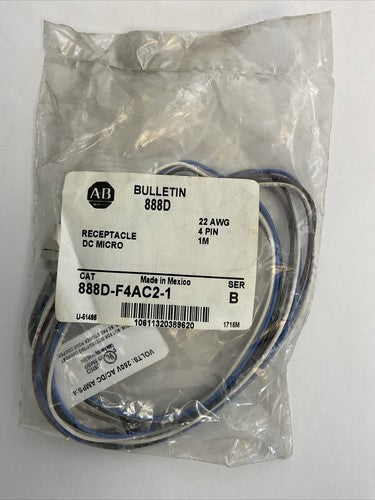 AB
BULLETIN
888D
22 AWG
RECEPTACLE 4 PIN
DC MICRO 1M
Made in Mexico
CAT SER
888D-F4AC2-1 B
U-61466
10611320389620 1715M
VOLTS: 250V AC/DC AMPS:4